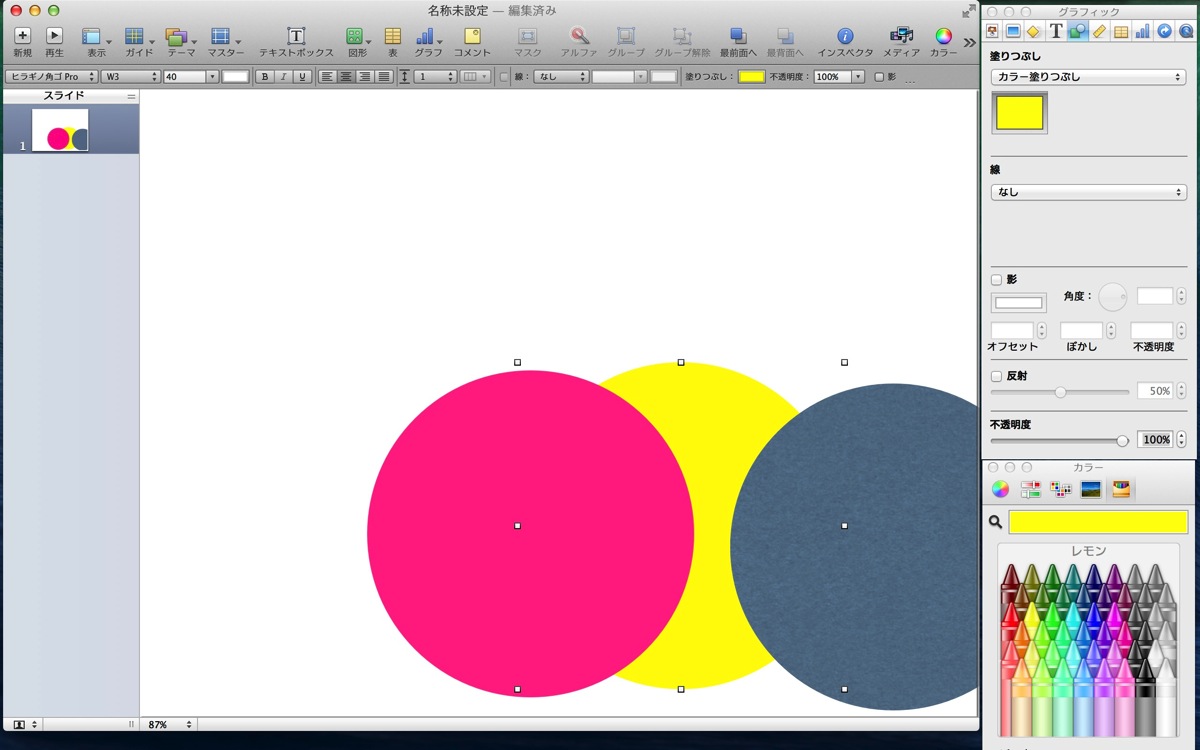 名称未設定 — 編集済み
新規 再生 表示 ガイド テーマ マスター テキストボックス 図形 表 グラフ コメント マスク アルファ グループ グループ解除 最前面へ 最背面へ インスペクタ メディア カラー
ヒラギノ角ゴ Pro W3 40 B I U 1 線： なし 塗りつぶし： 不透明度： 100% 影
スライド
1
87%
グラフィック
塗りつぶし
カラー塗りつぶし
線
なし
影
角度：
オフセット ぼかし 不透明度
反射
50%
不透明度
100%
カラー
レモン